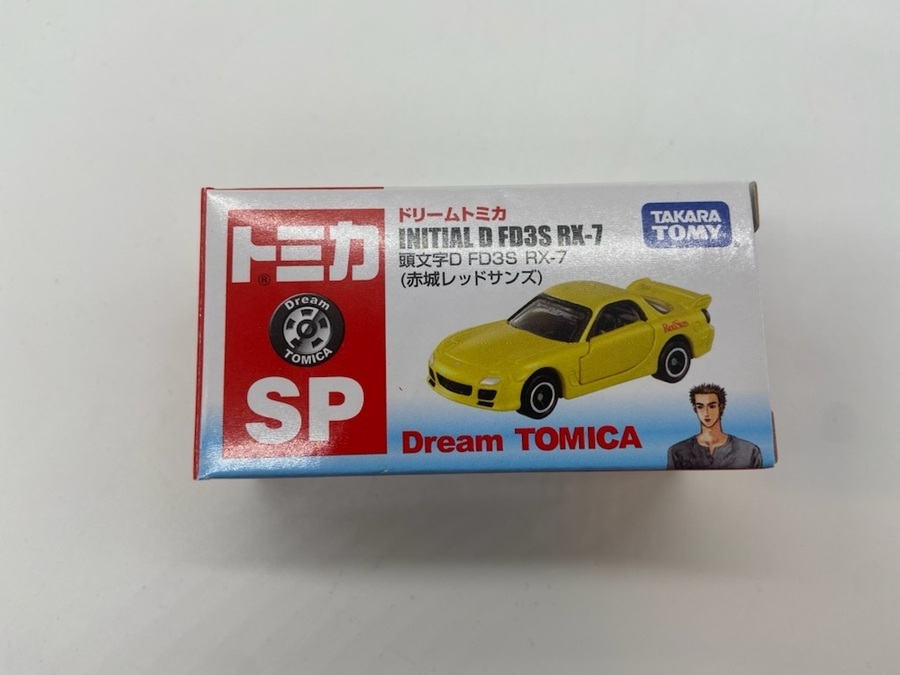 トミカ
®
Dream
TOMICA
SP
ドリームトミカ
INITIAL D FD3S RX-7
頭文字D FD3S RX-7
(赤城レッドサンズ)
TAKARA
TOMY
RedSuns
Dream TOMICA